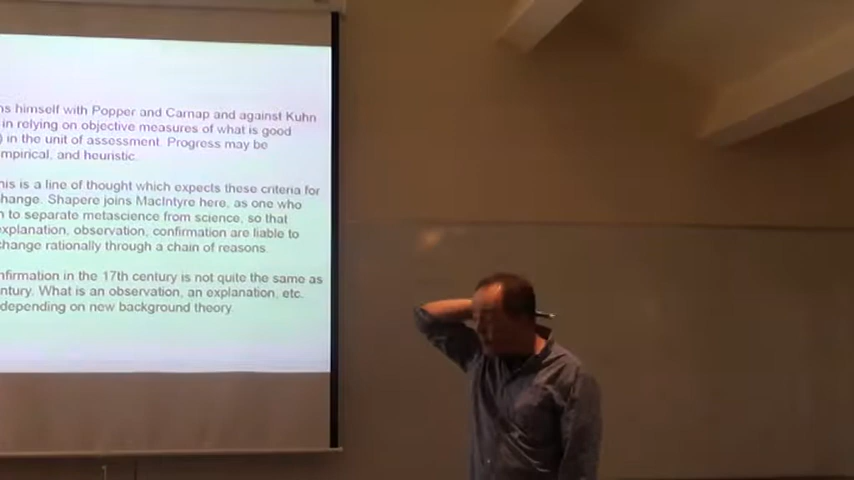 ns himself with Popper and Carnap and against Kuhn
in relying on objective measures of what is good
) in the unit of assessment. Progress may be
mpirical, and heuristic.
his is a line of thought which expects these criteria for
hange. Shapere joins MacIntyre here, as one who
n to separate metascience from science, so that
xplanation, observation, confirmation are liable to
change rationally through a chain of reasons.
nfirmation in the 17th century is not quite the same as
ntury. What is an observation, an explanation, etc.
depending on new background theory.